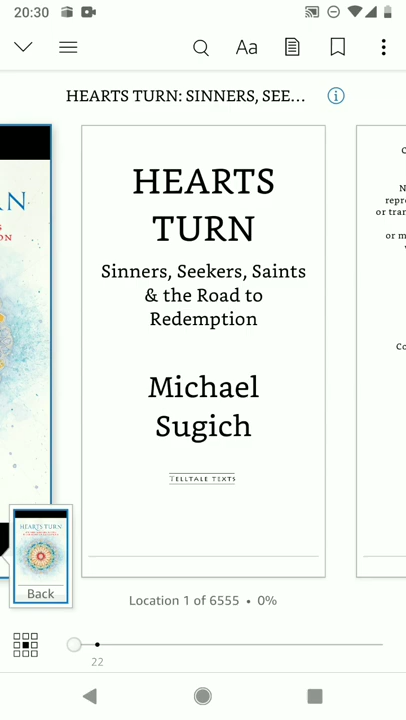 20:30
Aa
HEARTS TURN: SINNERS, SEE...
HEARTS
TURN
Sinners, Seekers, Saints
& the Road to
Redemption
Michael
Sugich
TELLTALE TEXTS
HEARTS TURN
Back
Location 1 of 6555 • 0%
22